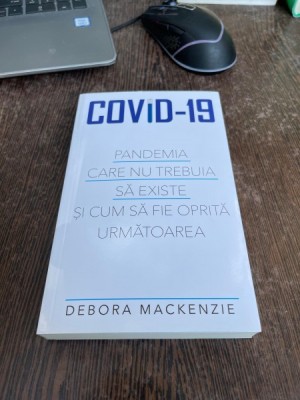 COVID-19
PANDEMIA
CARE NU TREBUIA
SĂ EXISTE
ȘI CUM SĂ FIE OPRITĂ
URMĂTOAREA
DEBORA MACKENZIE